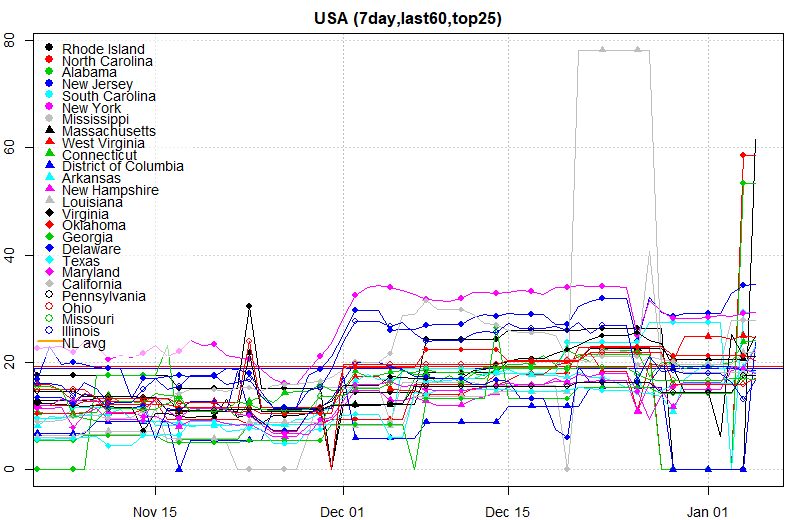 USA (7day,last60,top25)
80
60
40
20
0
Rhode Island
North Carolina
Alabama
New Jersey
South Carolina
New York
Mississippi
Massachusetts
West Virginia
Connecticut
District of Columbia
Arkansas
New Hampshire
Louisiana
Virginia
Oklahoma
Georgia
Delaware
Texas
Maryland
California
Pennsylvania
Ohio
Missouri
Illinois
NL avg
Nov 15
Dec 01
Dec 15
Jan 01